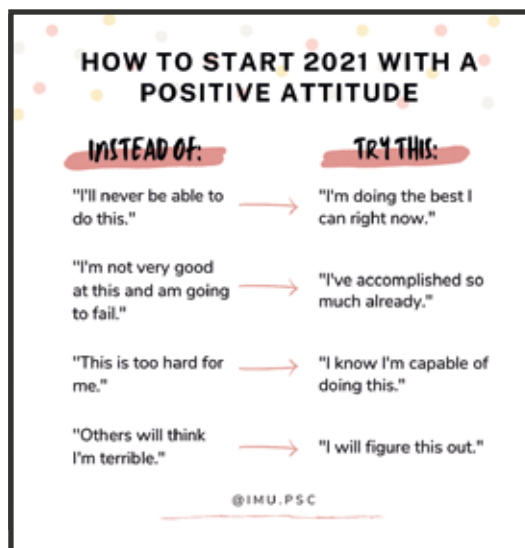 HOW TO START 2021 WITH A
POSITIVE ATTITUDE
INSTEAD OF:
TRY THIS:
"I'll never be able to
do this."
"I'm doing the best I
can right now."
"I'm not very good
at this and am going
to fail."
"I've accomplished so
much already."
"This is too hard for
me."
"I know I'm capable of
doing this."
"Others will think
I'm terrible."
"I will figure this out."
@IMU.PSC